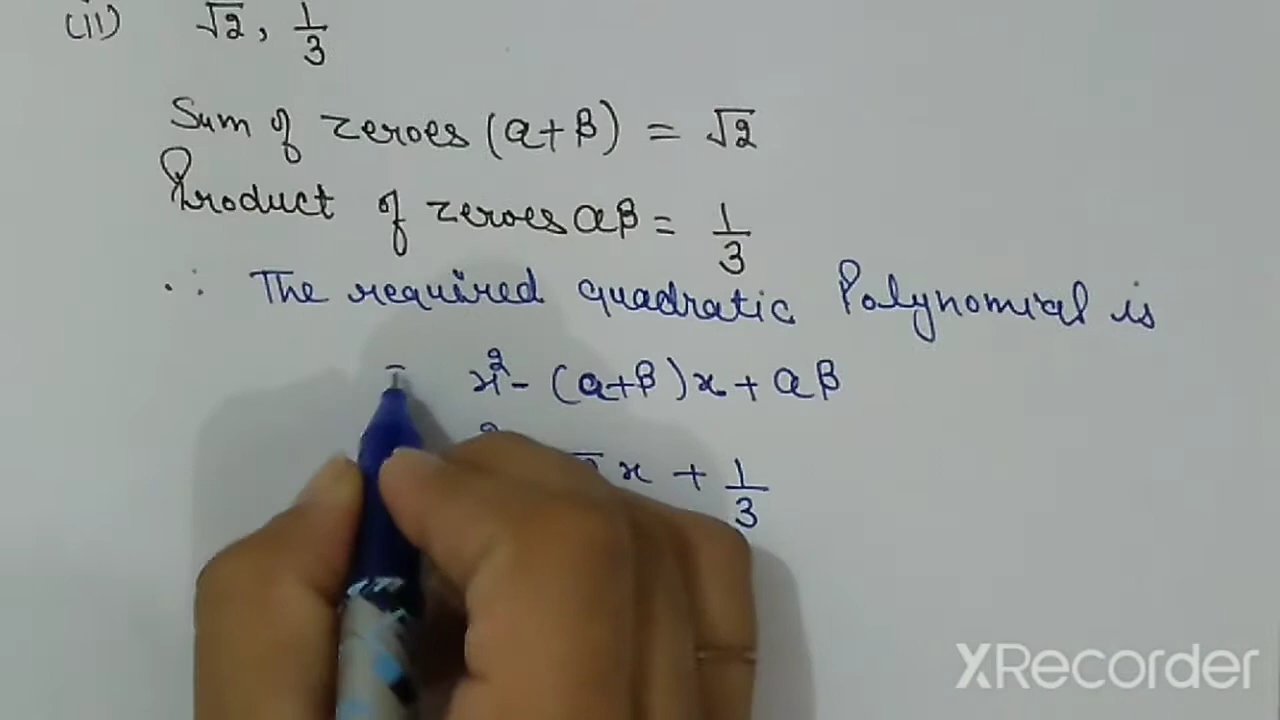 (ii) √2, 1/3
Sum of zeroes (α+β) = √2
Product of zeroes αβ = 1/3
∴ The required quadratic Polynomial is
= x² - (α+β)x + αβ
x + 1/3
XRecorder